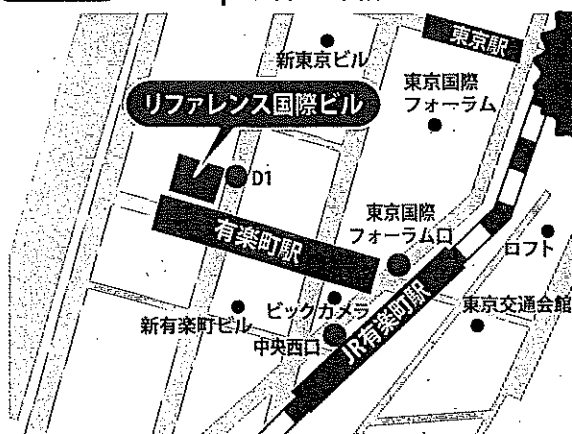 東京駅
新東京ビル
東京国際
フォーラム
リファレンス国際ビル
D1
有楽町駅
東京国際
フォーラム口
ロフト
ビックカメラ
新有楽町ビル
中央西口
JR有楽町駅
東京交通会館